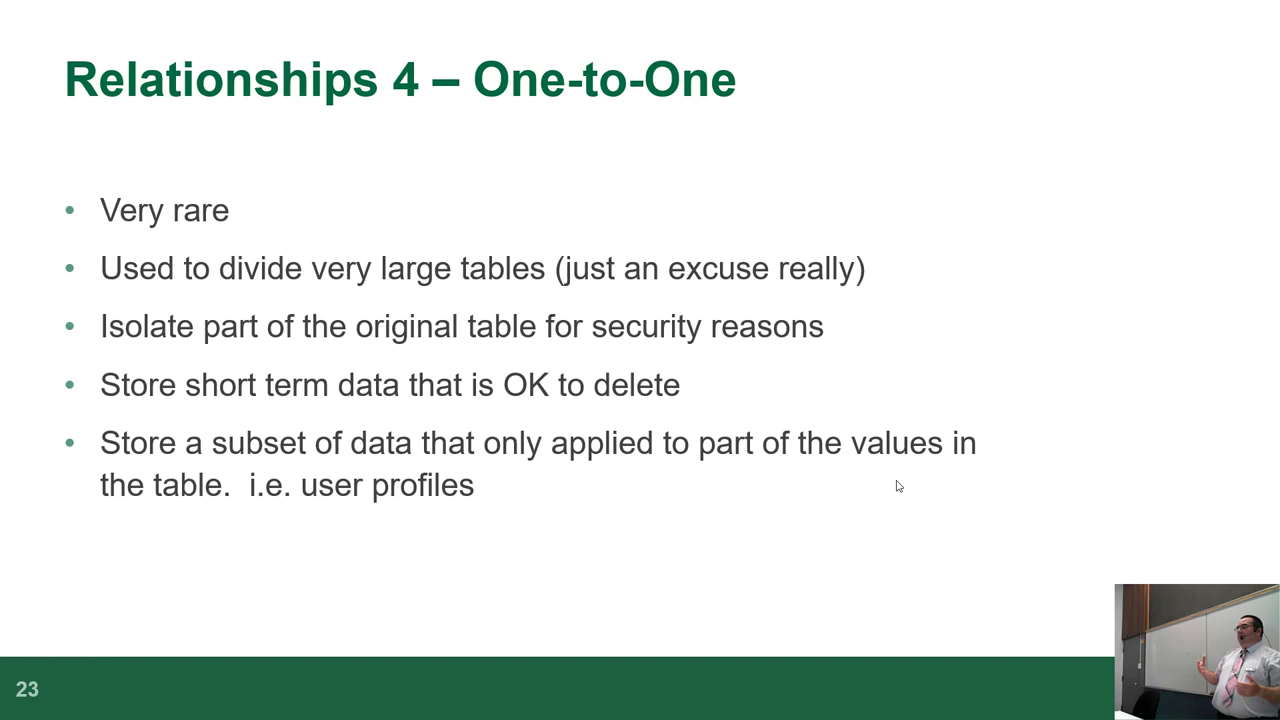 Relationships 4 – One-to-One
• Very rare
• Used to divide very large tables (just an excuse really)
• Isolate part of the original table for security reasons
• Store short term data that is OK to delete
• Store a subset of data that only applied to part of the values in
the table.  i.e. user profiles
23